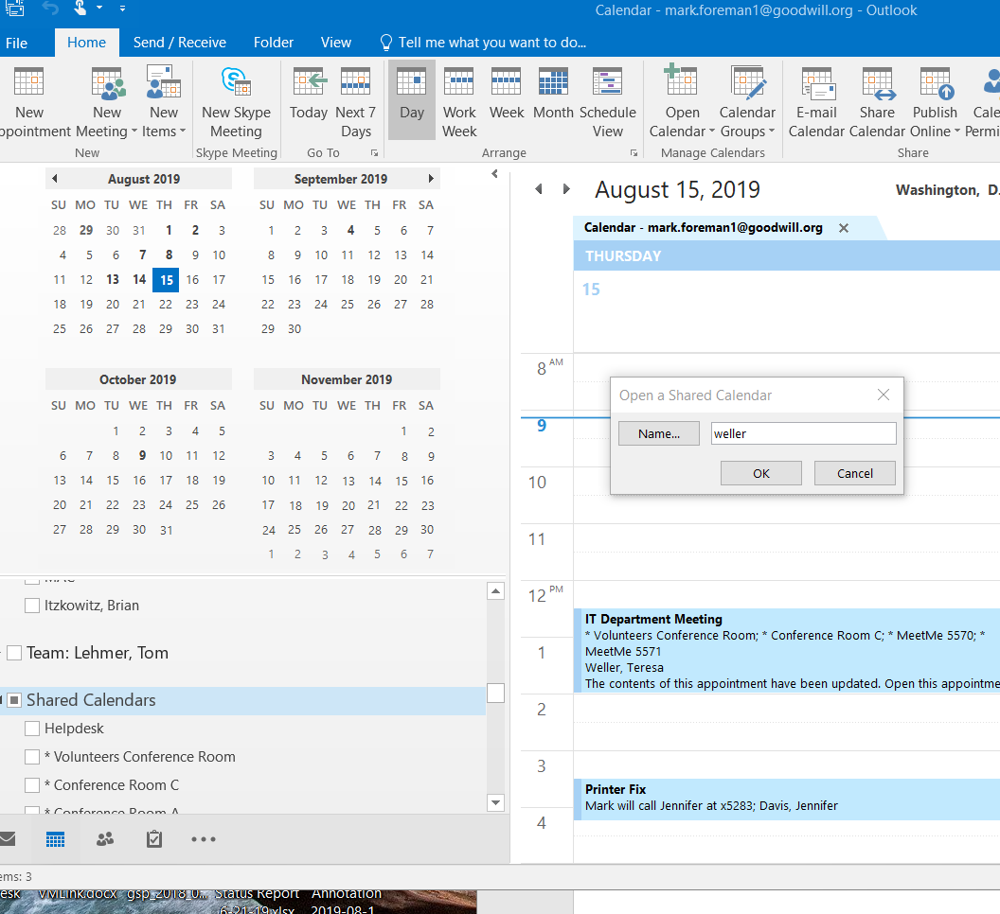 Calendar - mark.foreman1@goodwill.org - Outlook
File Home Send / Receive Folder View Tell me what you want to do...
New
ppointment
New
Meeting
New
Items
New Skype
Meeting
Today
Next 7
Days
Day
Work
Week
Week
Month
Schedule
View
Open
Calendar
Calendar
Groups
E-mail
Calendar
Share
Calendar
Publish
Online
Cale
Permi
New Skype Meeting Go To Arrange Manage Calendars Share
August 2019
SU MO TU WE TH FR SA
28 29 30 31 1 2 3
4 5 6 7 8 9 10
11 12 13 14 15 16 17
18 19 20 21 22 23 24
25 26 27 28 29 30 31
September 2019
SU MO TU WE TH FR SA
1 2 3 4 5 6 7
8 9 10 11 12 13 14
15 16 17 18 19 20 21
22 23 24 25 26 27 28
29 30
October 2019
SU MO TU WE TH FR SA
1 2 3 4 5
6 7 8 9 10 11 12
13 14 15 16 17 18 19
20 21 22 23 24 25 26
27 28 29 30 31
November 2019
SU MO TU WE TH FR SA
1 2
3 4 5 6 7 8 9
10 11 12 13 14 15 16
17 18 19 20 21 22 23
24 25 26 27 28 29 30
1 2 3 4 5 6 7
Itzkowitz, Brian
Team: Lehmer, Tom
Shared Calendars
Helpdesk
* Volunteers Conference Room
* Conference Room C
* Conference Room A
August 15, 2019
Washington, D.
Calendar - mark.foreman1@goodwill.org
THURSDAY
15
8 AM
Open a Shared Calendar
9
Name... weller
OK Cancel
10
11
12 PM
IT Department Meeting
* Volunteers Conference Room; * Conference Room C; * MeetMe 5570; *
MeetMe 5571
1
Weller, Teresa
The contents of this appointment have been updated. Open this appointme
2
3
Printer Fix
Mark will call Jennifer at x5283; Davis, Jennifer
4
ems: 3
esk VMLink.docx gsp_2018_0... Status Report Annotation
6-21-19.xlsx 2019-08-1